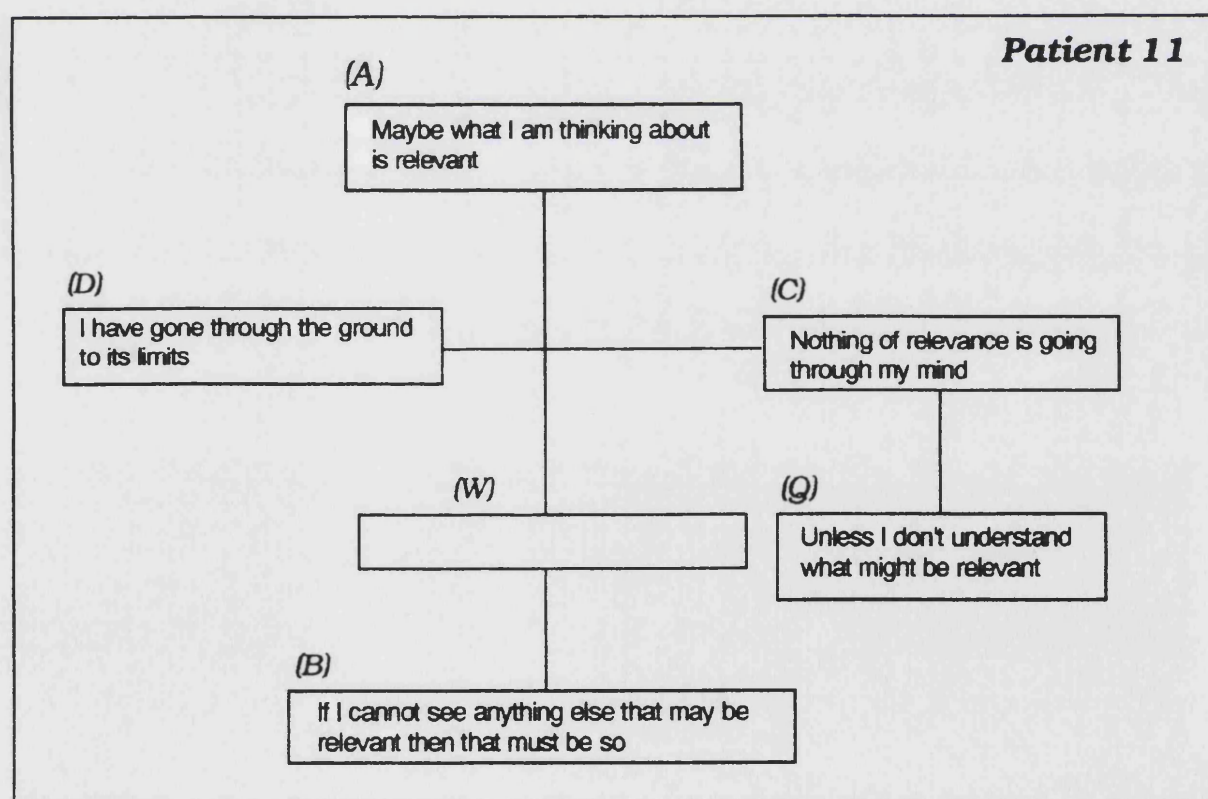 Patient 11
(A)
Maybe what I am thinking about
is relevant
(D)
I have gone through the ground
to its limits
(C)
Nothing of relevance is going
through my mind
(W)
(Q)
Unless I don't understand
what might be relevant
(B)
If I cannot see anything else that may be
relevant then that must be so